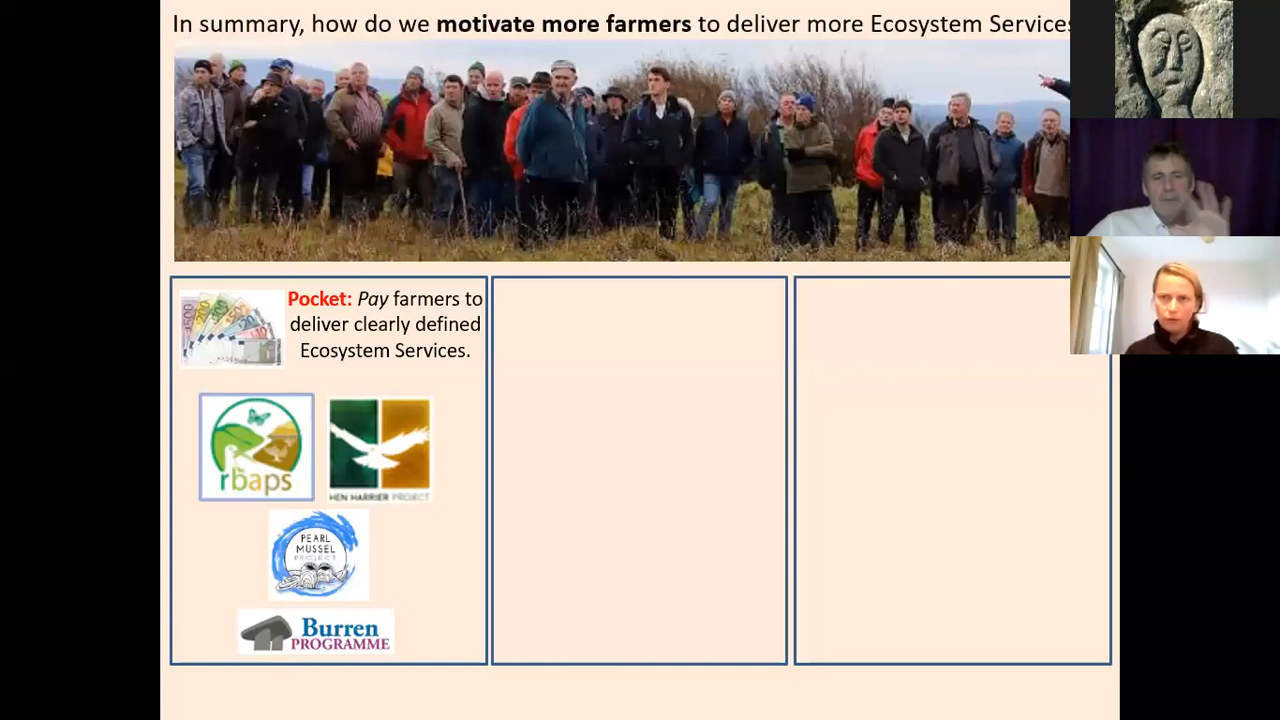 In summary, how do we motivate more farmers to deliver more Ecosystem Services
Pocket: Pay farmers to
deliver clearly defined
Ecosystem Services.
rbaps
HEN HARRIER PROJECT
PEARL
MUSSEL
PROJECT
Burren
PROGRAMME